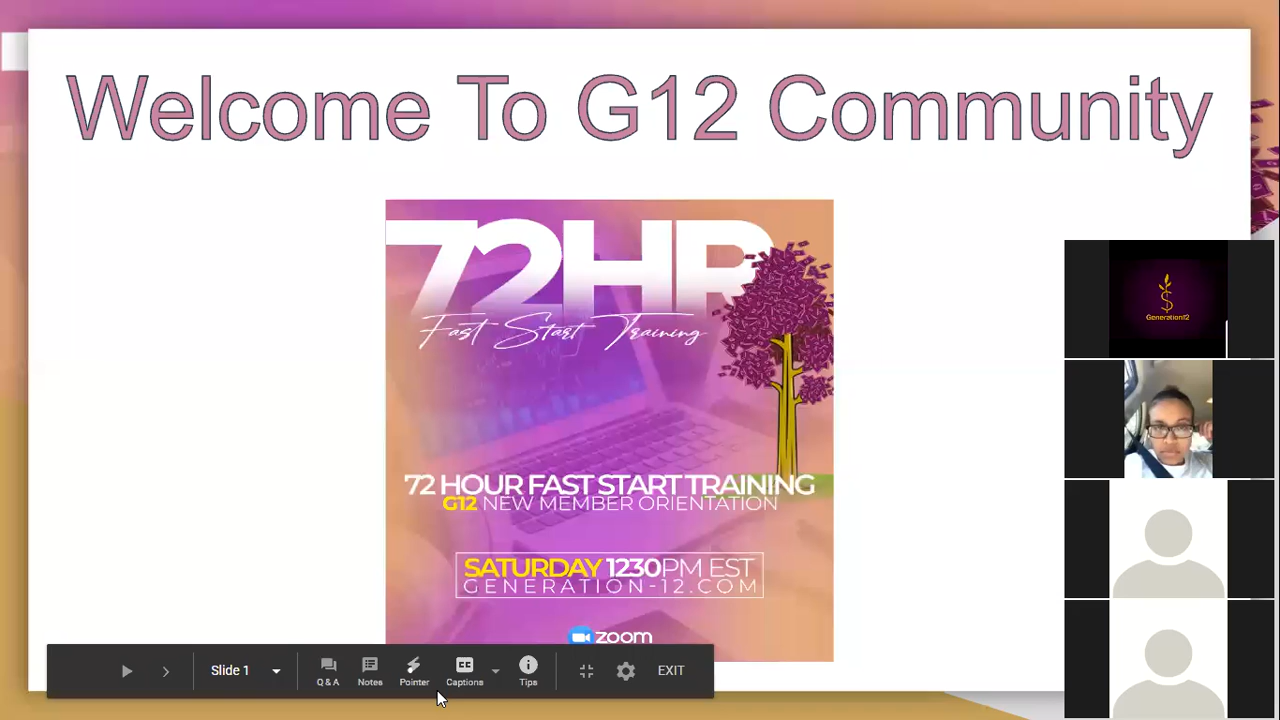 Welcome To G12 Community
72HR
Fast Start Training
72 HOUR FAST START TRAINING
G12 NEW MEMBER ORIENTATION
SATURDAY 1230PM EST
GENERATION-12.COM
zoom
Generation12
Slide 1
Q & A
Notes
Pointer
CC
Captions
Tips
EXIT